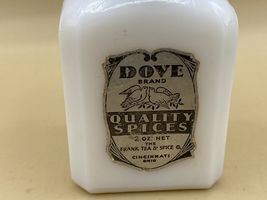 DOVE
BRAND
QUALITY
SPICES
2 OZ. NET
THE
FRANK TEA & SPICE Co.
CINCINNATI
OHIO